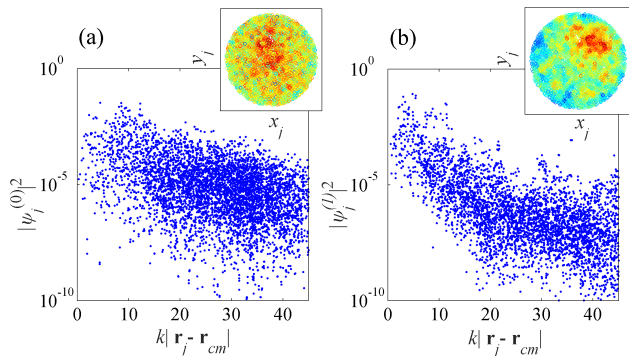 (a)
y_j
x_j
10^0
10^-5
10^-10
|ψ_j^(0)|^2
0 10 20 30 40
k| r_j - r_cm|
(b)
y_j
x_j
10^0
10^-5
10^-10
|ψ_j^(1)|^2
0 10 20 30 40
k| r_j - r_cm|